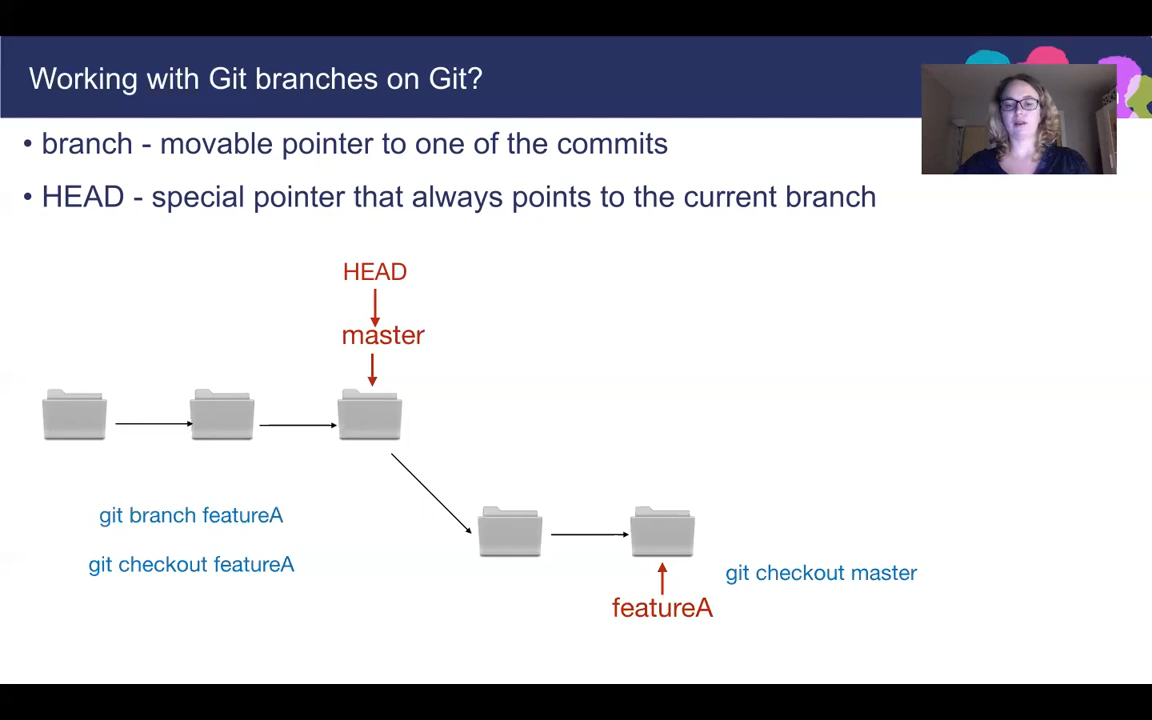 Working with Git branches on Git?
• branch - movable pointer to one of the commits
• HEAD - special pointer that always points to the current branch
HEAD
master
git branch featureA
git checkout featureA
git checkout master
featureA